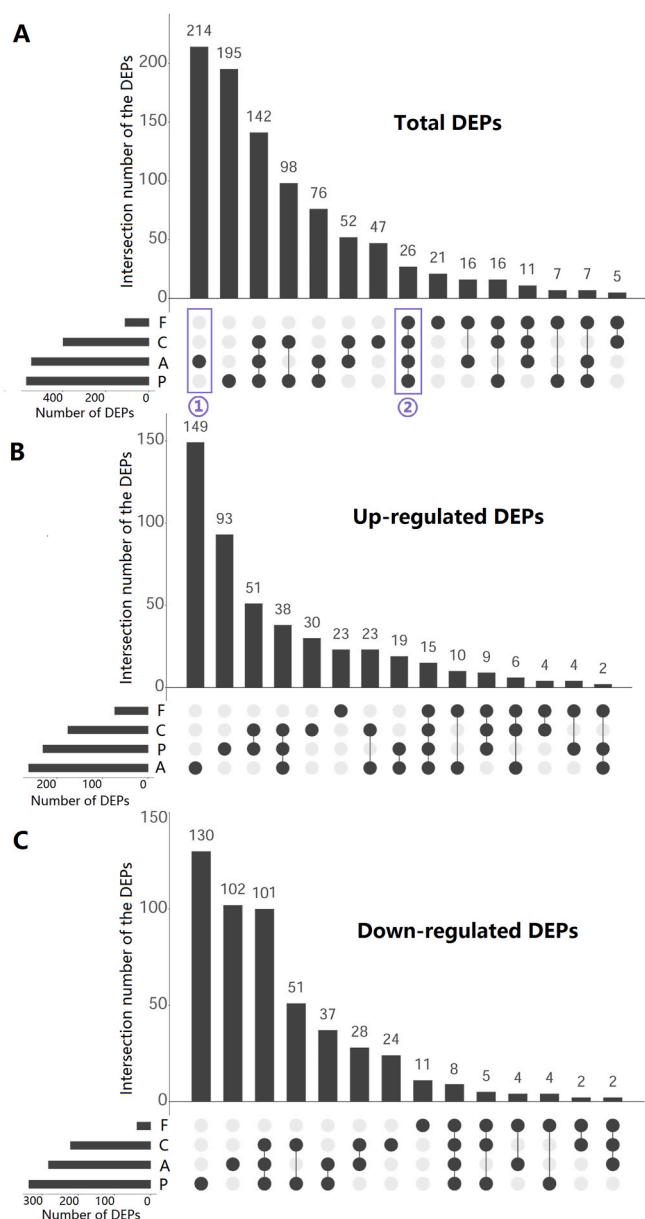 A
Intersection number of the DEPs
200
150
100
50
0
214 195 142 98 76 52 47 26 21 16 16 11 7 7 5
Total DEPs
F
C
A
P
400 200 0
Number of DEPs
① ②
B
Intersection number of the DEPs
150
100
50
0
149 93 51 38 30 23 23 19 15 10 9 6 4 4 2
Up-regulated DEPs
F
C
P
A
200 100 0
Number of DEPs
C
Intersection number of the DEPs
150
100
50
0
130 102 101 51 37 28 24 11 8 5 4 4 2 2
Down-regulated DEPs
F
C
A
P
300 200 100 0
Number of DEPs